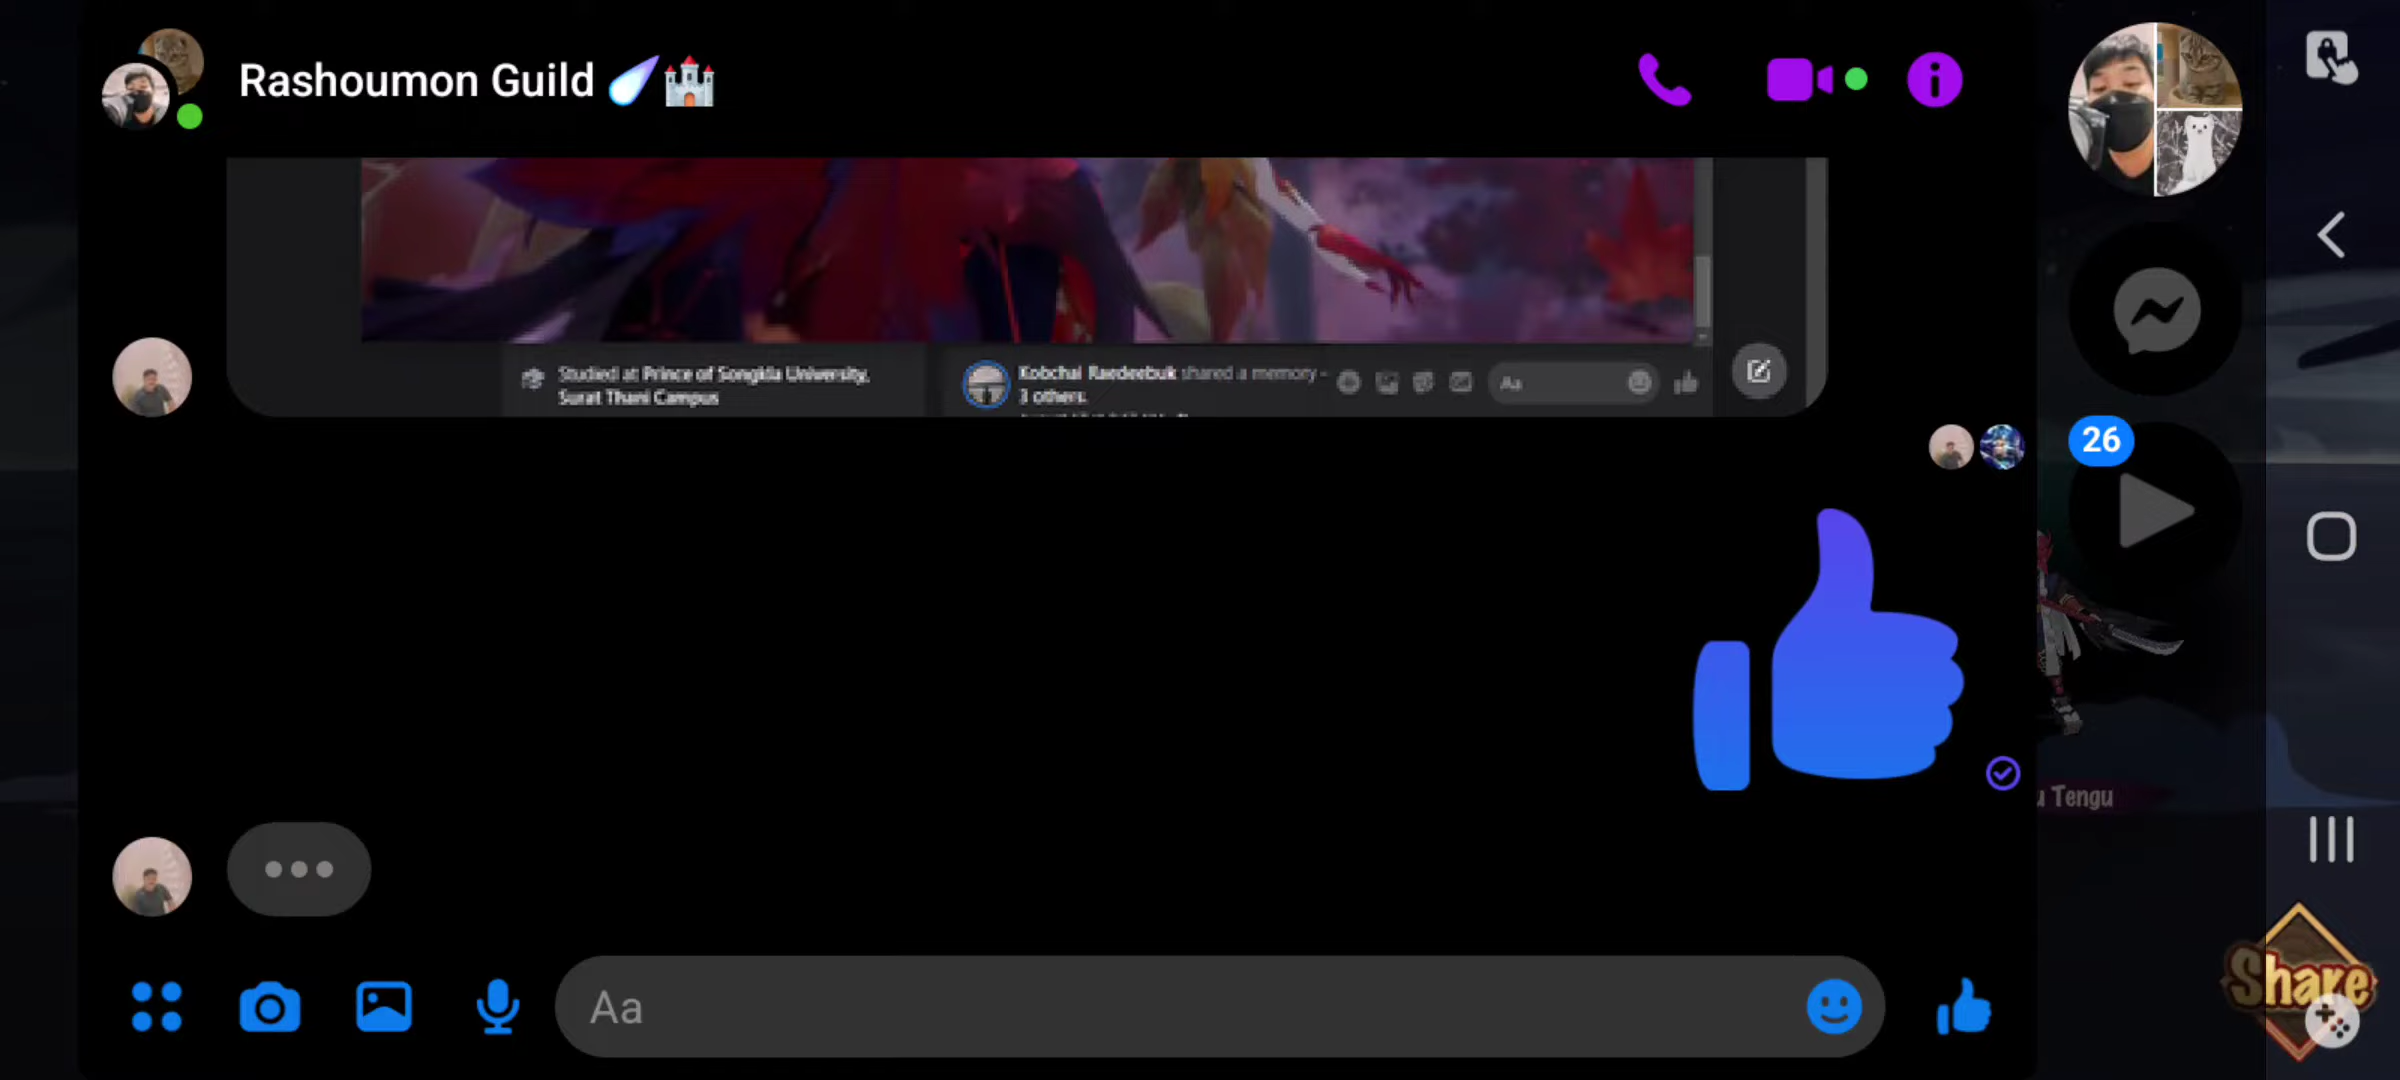 Rashoumon Guild
Studied at Prince of Songkla University,
Surat Thani Campus
Kobchai Raedeebuk shared a memory -
3 others.
Aa
26
u Tengu
Aa
Share